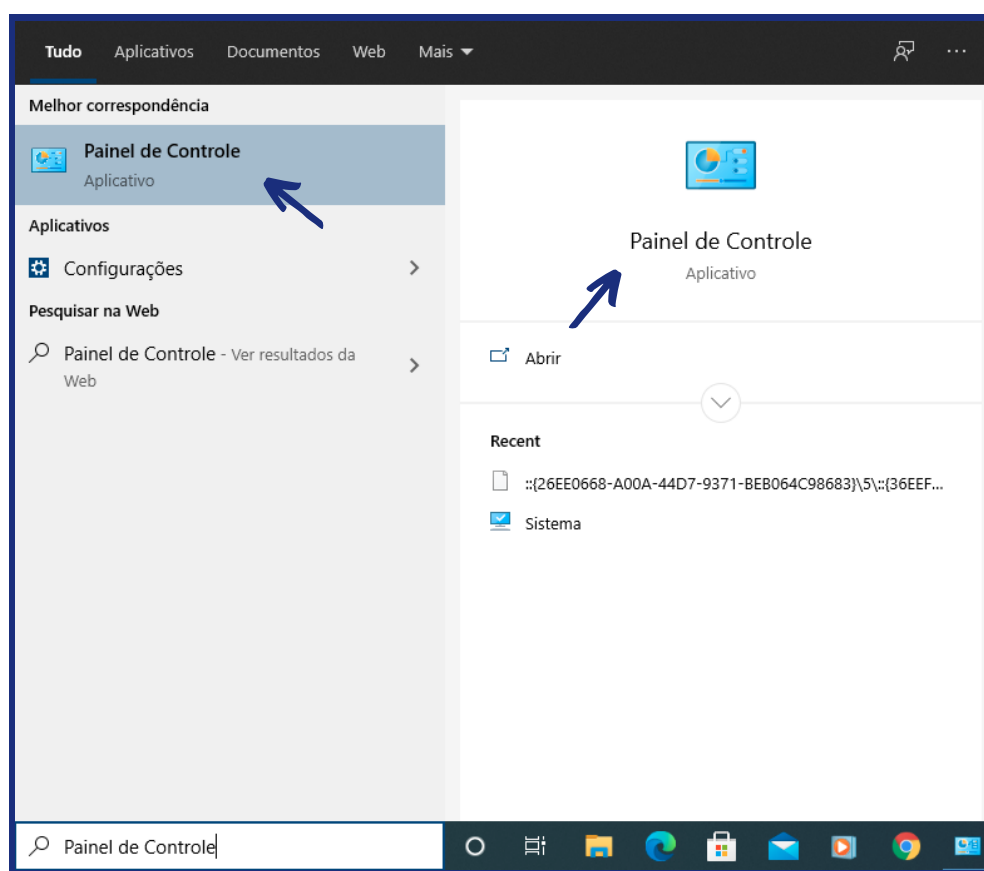 Tudo Aplicativos Documentos Web Mais
Melhor correspondência
Painel de Controle
Aplicativo
Aplicativos
Configurações
Pesquisar na Web
Painel de Controle - Ver resultados da
Web
Painel de Controle
Aplicativo
Abrir
Recent
::{26EE0668-A00A-44D7-9371-BEB064C98683}\5\::{36EEF...
Sistema
Painel de Controle